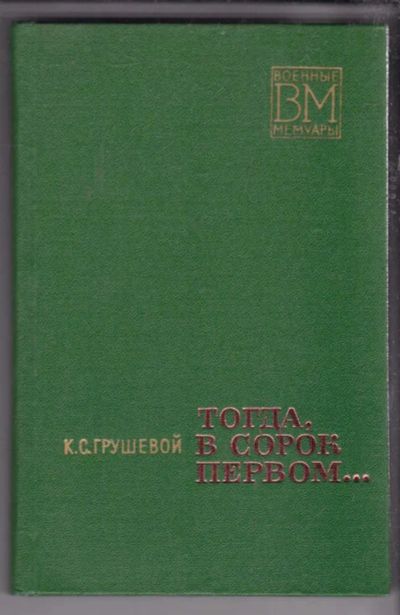 ВОЕННЫЕ
ВМ
МЕМУАРЫ
К.С.ГРУШЕВОЙ
ТОГДА,
В СОРОК
ПЕРВОМ...